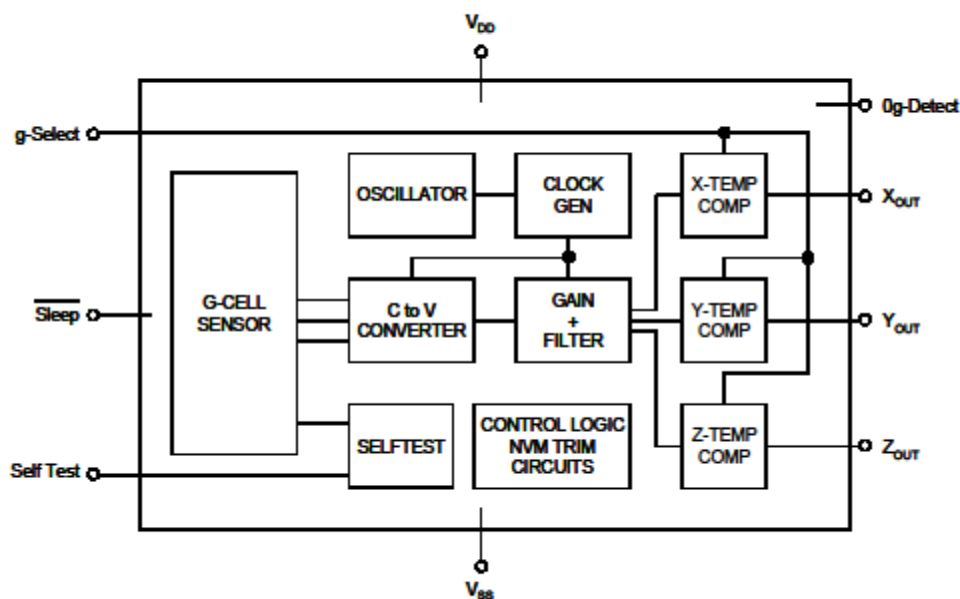 VDD
0g-Detect
g-Select
OSCILLATOR
CLOCK
GEN
X-TEMP
COMP
XOUT
G-CELL
SENSOR
Sleep
C to V
CONVERTER
GAIN
+
FILTER
Y-TEMP
COMP
YOUT
SELFTEST
CONTROL LOGIC
NVM TRIM
CIRCUITS
Z-TEMP
COMP
ZOUT
Self Test
VSS